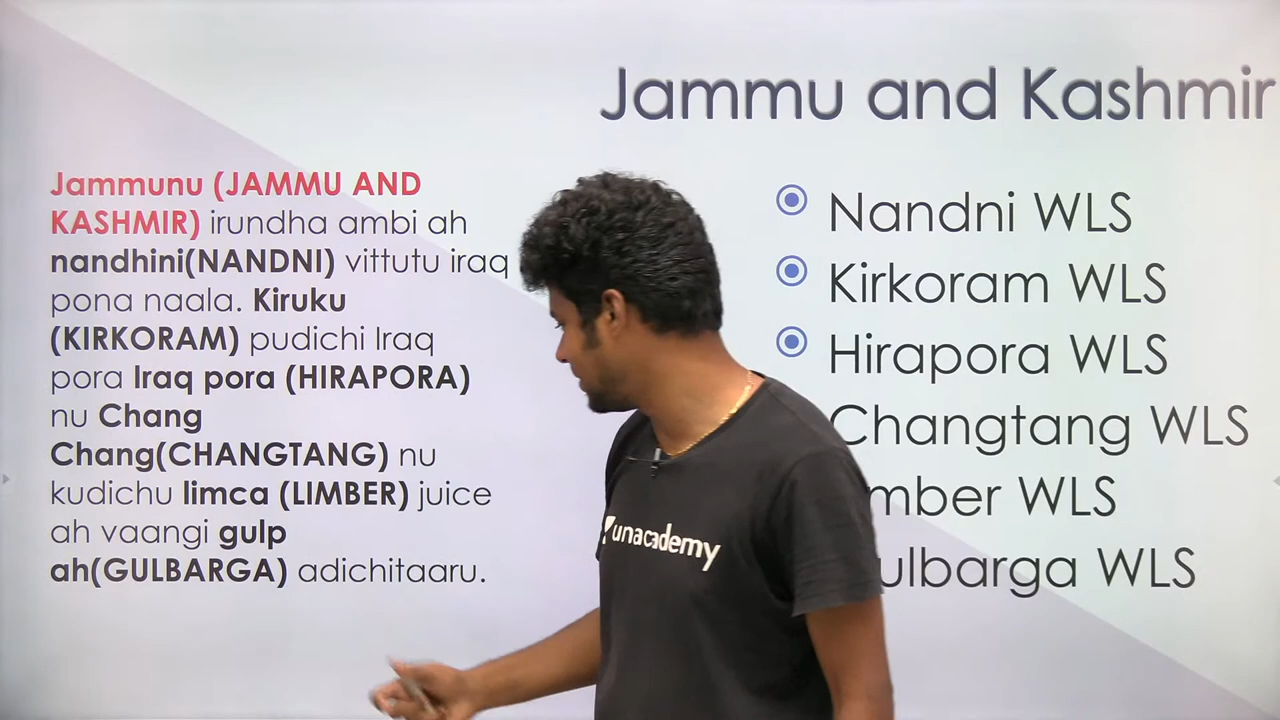 Jammu and Kashmir
Jammunu (JAMMU AND
KASHMIR) irundha ambi ah
nandhini(NANDNI) vittutu iraq
pona naala. Kiruku
(KIRKORAM) pudichi Iraq
pora Iraq pora (HIRAPORA)
nu Chang
Chang(CHANGTANG) nu
kudichu limca (LIMBER) juice
ah vaangi gulp
ah(GULBARGA) adichitaaru.
Nandni WLS
Kirkoram WLS
Hirapora WLS
Changtang WLS
mber WLS
ulbarga WLS
unacademy